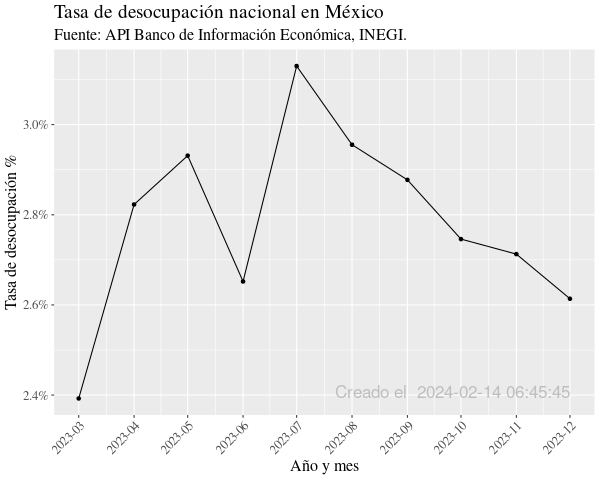 Tasa de desocupación nacional en México
Fuente: API Banco de Información Económica, INEGI.
Tasa de desocupación %
3.0%
2.8%
2.6%
2.4%
Creado el  2024-02-14 06:45:45
2023-03
2023-04
2023-05
2023-06
2023-07
2023-08
2023-09
2023-10
2023-11
2023-12
Año y mes